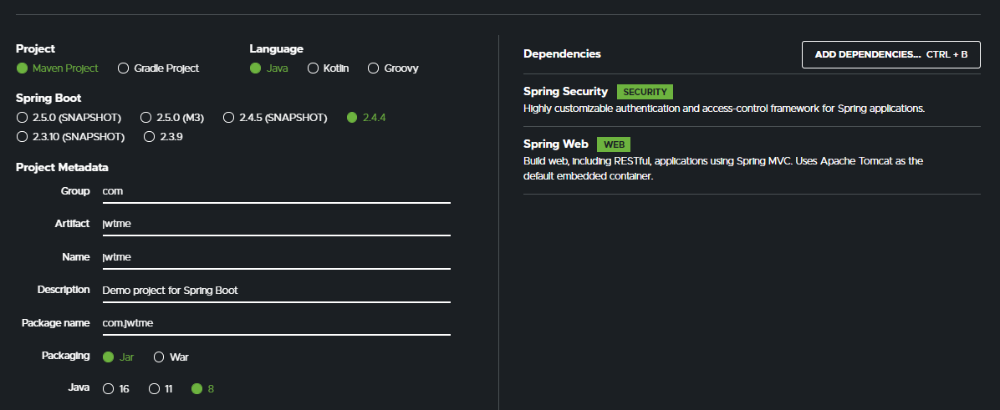 Project
Maven Project Gradle Project
Language
Java Kotlin Groovy
Spring Boot
2.5.0 (SNAPSHOT) 2.5.0 (M3) 2.4.5 (SNAPSHOT) 2.4.4
2.3.10 (SNAPSHOT) 2.3.9
Project Metadata
Group com
Artifact jwtme
Name jwtme
Description Demo project for Spring Boot
Package name com.jwtme
Packaging Jar War
Java 16 11 8
Dependencies
ADD DEPENDENCIES... CTRL + B
Spring Security SECURITY
Highly customizable authentication and access-control framework for Spring applications.
Spring Web WEB
Build web, including RESTful, applications using Spring MVC. Uses Apache Tomcat as the
default embedded container.